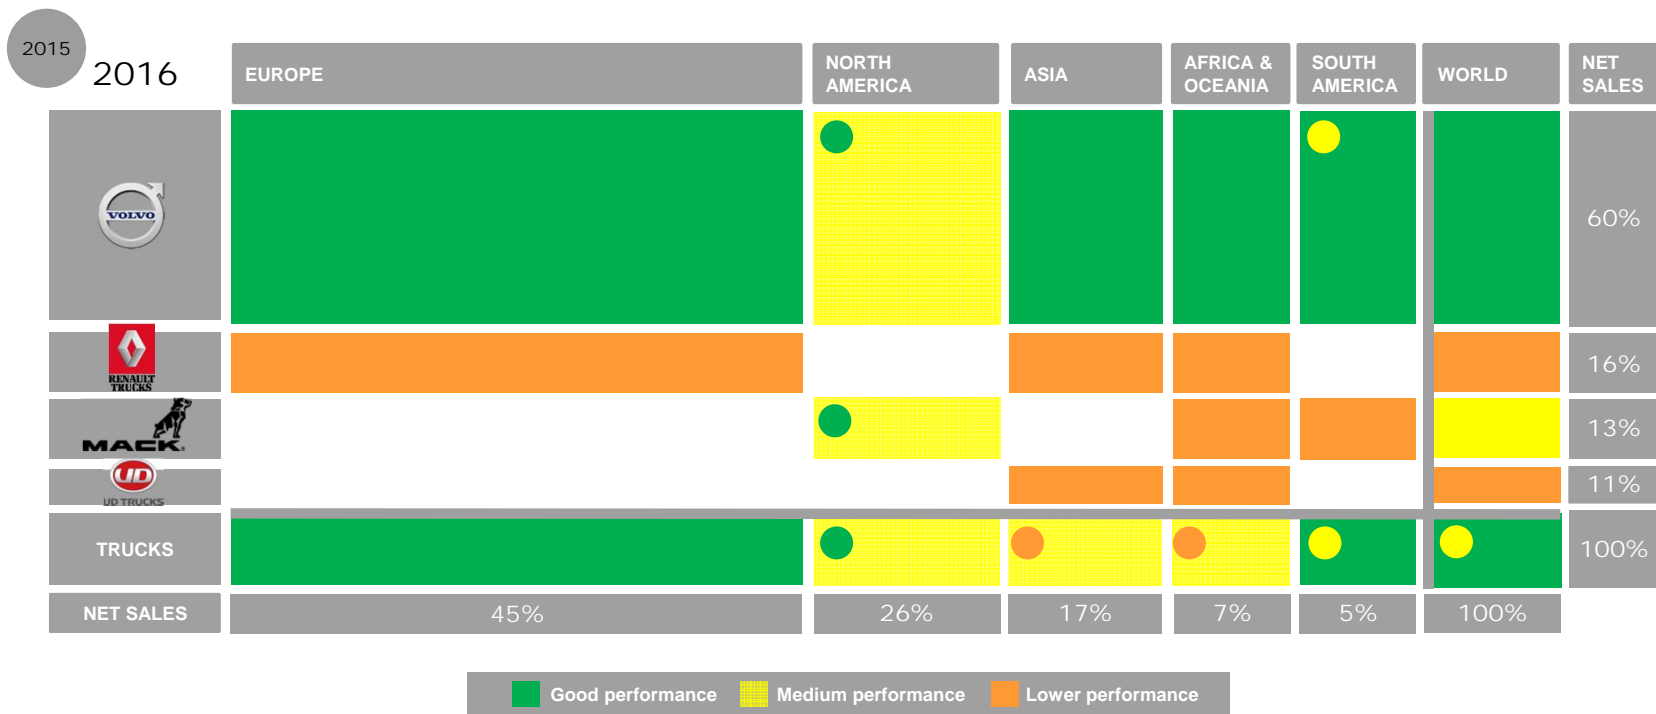 2015
2016
EUROPE
NORTH
AMERICA
ASIA
AFRICA &
OCEANIA
SOUTH
AMERICA
WORLD
NET
SALES
VOLVO
60%
RENAULT
TRUCKS
16%
MACK
13%
UD
UD TRUCKS
11%
TRUCKS
100%
NET SALES
45%
26%
17%
7%
5%
100%
Good performance
Medium performance
Lower performance